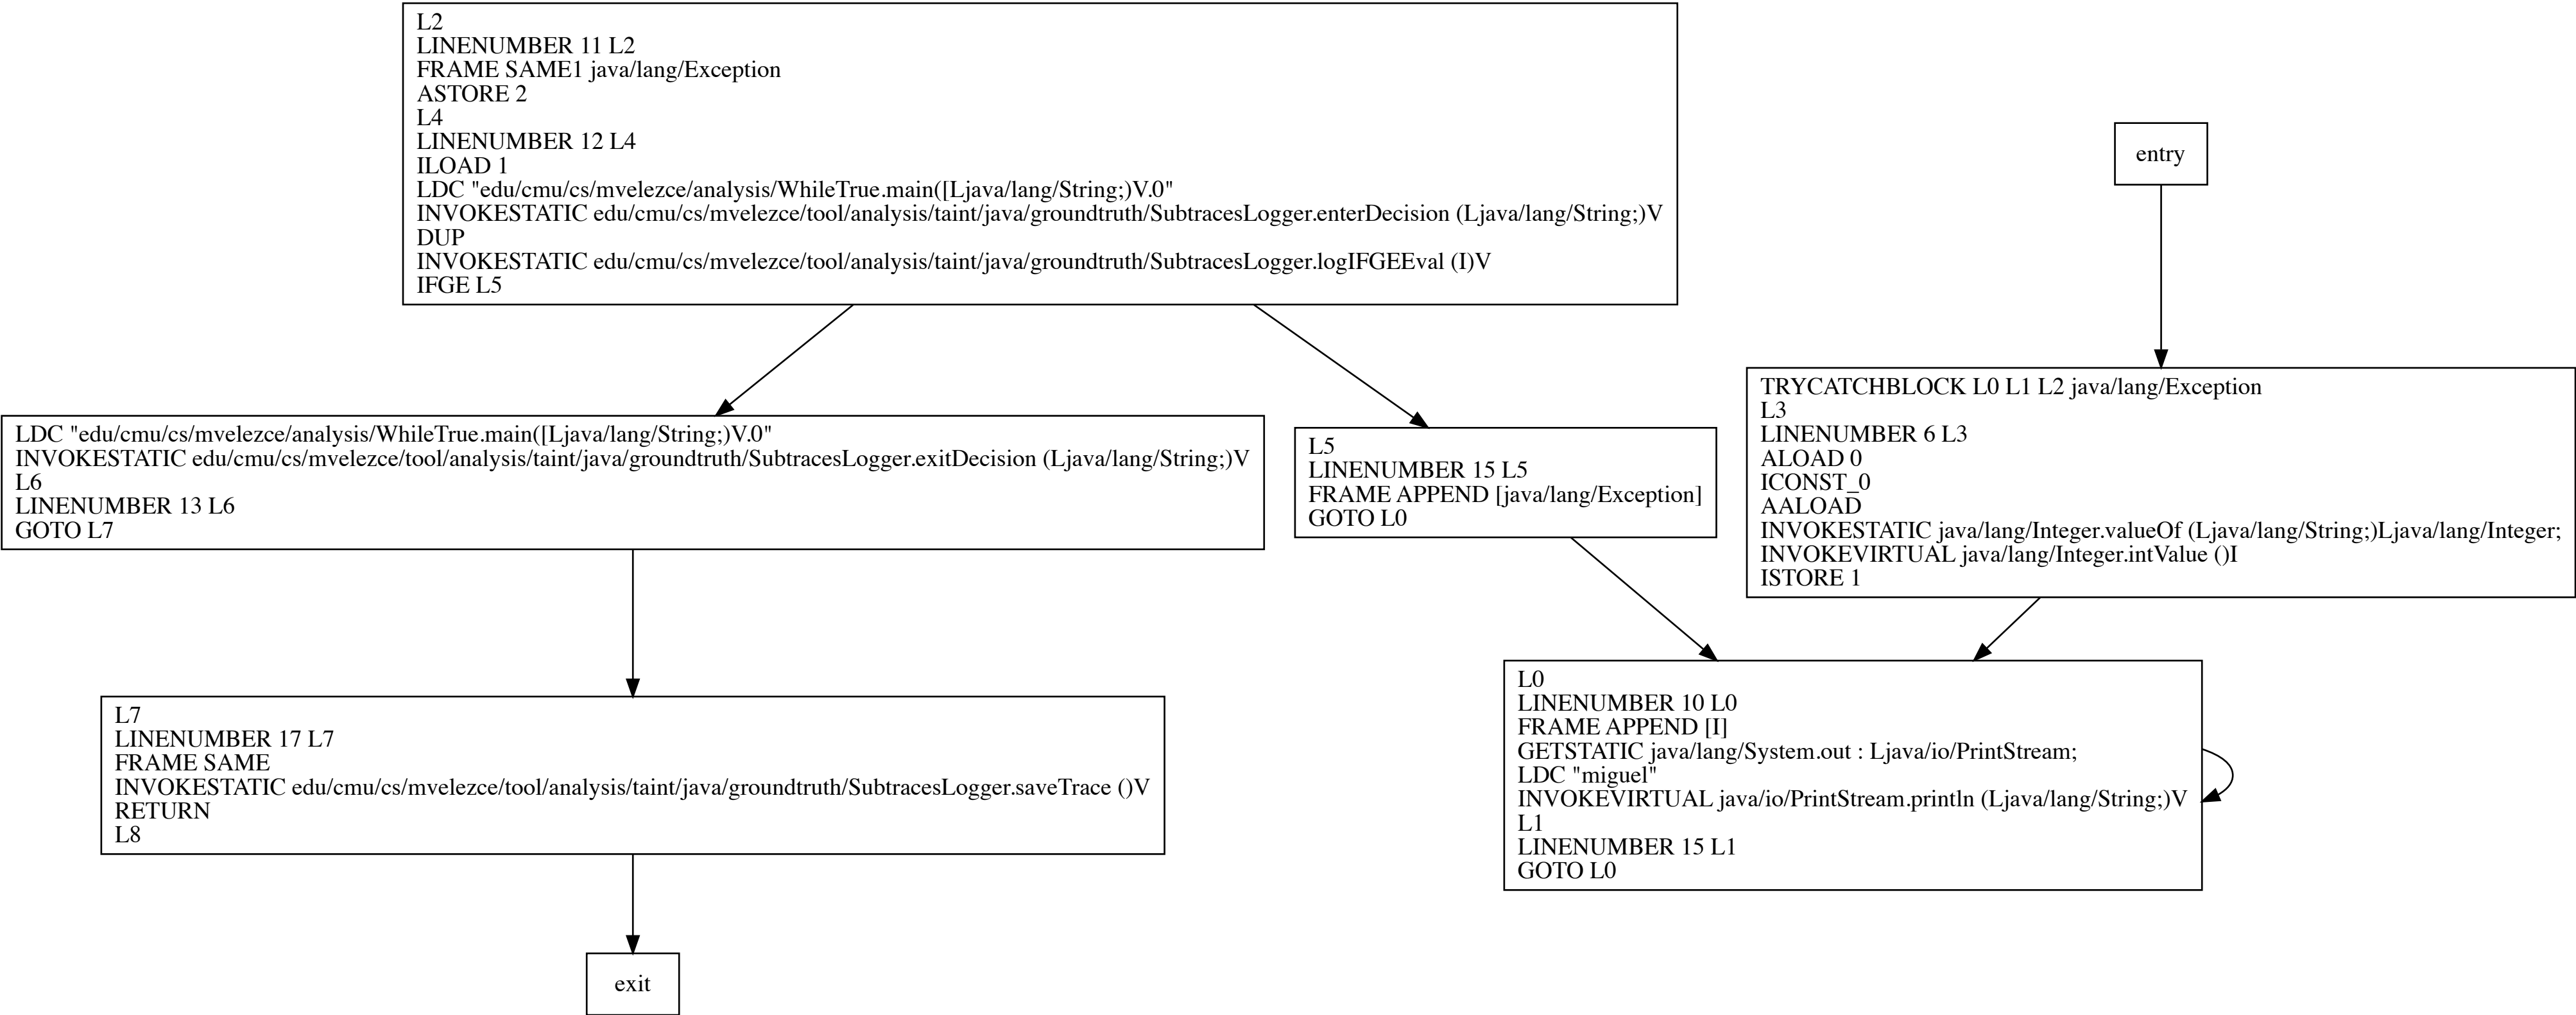 L2
LINENUMBER 11 L2
FRAME SAME1 java/lang/Exception
ASTORE 2
L4
LINENUMBER 12 L4
ILOAD 1
LDC "edu/cmu/cs/mvelezce/analysis/WhileTrue.main([Ljava/lang/String;)V.0"
INVOKESTATIC edu/cmu/cs/mvelezce/tool/analysis/taint/java/groundtruth/SubtracesLogger.enterDecision (Ljava/lang/String;)V
DUP
INVOKESTATIC edu/cmu/cs/mvelezce/tool/analysis/taint/java/groundtruth/SubtracesLogger.logIFGEEval (I)V
IFGE L5
entry
LDC "edu/cmu/cs/mvelezce/analysis/WhileTrue.main([Ljava/lang/String;)V.0"
INVOKESTATIC edu/cmu/cs/mvelezce/tool/analysis/taint/java/groundtruth/SubtracesLogger.exitDecision (Ljava/lang/String;)V
L6
LINENUMBER 13 L6
GOTO L7
L5
LINENUMBER 15 L5
FRAME APPEND [java/lang/Exception]
GOTO L0
TRYCATCHBLOCK L0 L1 L2 java/lang/Exception
L3
LINENUMBER 6 L3
ALOAD 0
ICONST_0
AALOAD
INVOKESTATIC java/lang/Integer.valueOf (Ljava/lang/String;)Ljava/lang/Integer;
INVOKEVIRTUAL java/lang/Integer.intValue ()I
ISTORE 1
L7
LINENUMBER 17 L7
FRAME SAME
INVOKESTATIC edu/cmu/cs/mvelezce/tool/analysis/taint/java/groundtruth/SubtracesLogger.saveTrace ()V
RETURN
L8
L0
LINENUMBER 10 L0
FRAME APPEND [I]
GETSTATIC java/lang/System.out : Ljava/io/PrintStream;
LDC "miguel"
INVOKEVIRTUAL java/io/PrintStream.println (Ljava/lang/String;)V
L1
LINENUMBER 15 L1
GOTO L0
exit